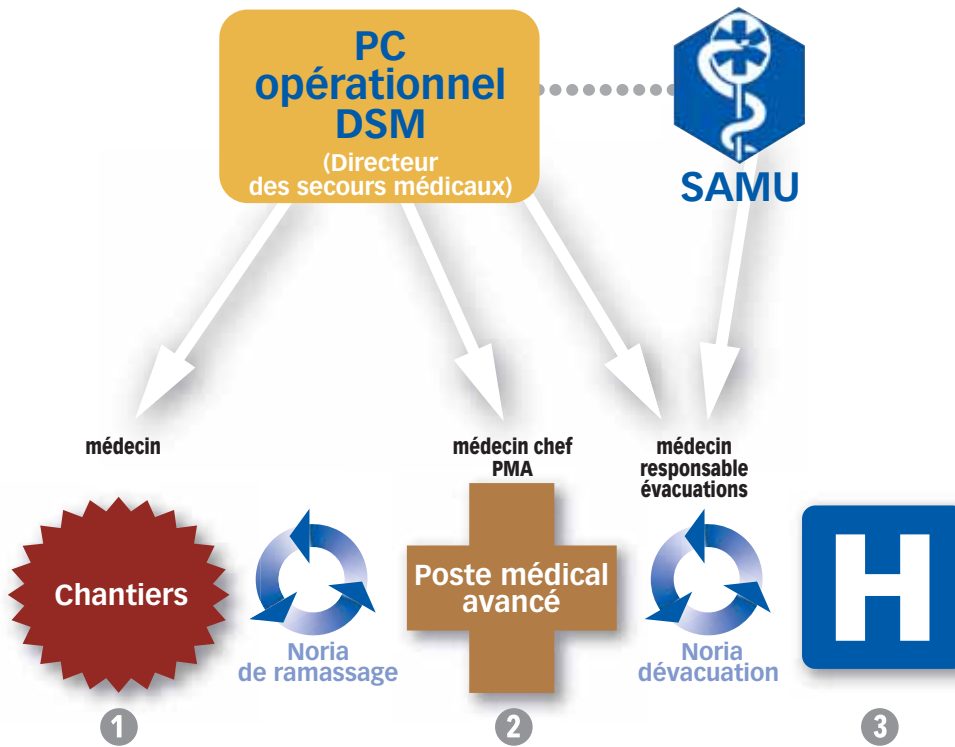 PC
opérationnel
DSM
(Directeur
des secours médicaux)
SAMU
médecin
médecin chef
PMA
médecin
responsable
évacuations
Chantiers
Noria
de ramassage
Poste médical
avancé
Noria
dévacuation
H
1
2
3